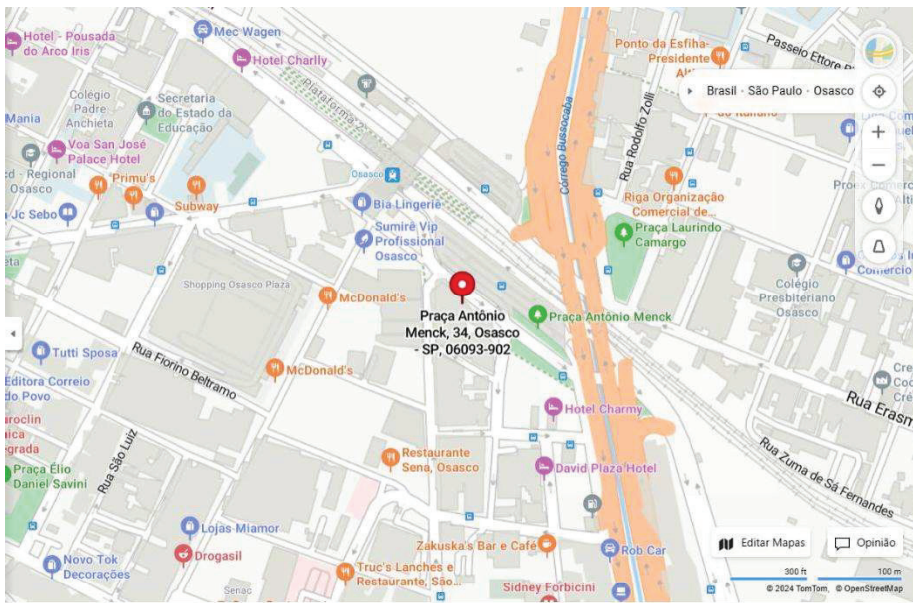 Hotel - Pousada
do Arco Iris
Mec Wagen
Hotel Charlly
Ponto da Esfiha-
Presidente
Passeio Ettore
Brasil · São Paulo · Osasco
Plataforma 2
Colégio
Padre
Anchieta
Secretaria
do Estado da
Educação
Mania
Voa San José
Palace Hotel
Regional
Osasco
Primu's
Subway
Jc Sebo
Osasco
Bia Lingerie
Sumirê Vip
Profissional
Osasco
Córrego Bussocaba
Rua Rodolfo Zolli
Riga Organização
Comercial de...
Praça Laurindo
Camargo
Colégio
Presbiteriano
Osasco
Shopping Osasco Plaza
McDonald's
Praça Antônio
Menck, 34, Osasco
- SP, 06093-902
Praça Antônio Menck
Tutti Sposa
Rua Fiorino Beltramo
McDonald's
Editora Correio
do Povo
Hotel Charmy
Rua Erasm
Rua São Luiz
Praça Élio
Daniel Savini
Restaurante
Sena, Osasco
David Plaza Hotel
Rua Zuma de Sá Fernandes
Lojas Miamor
Drogasil
Zakuska's Bar e Café
Rob Car
Editar Mapas
Opinião
Novo Tok
Decorações
Truc's Lanches e
Restaurante, São...
Senac
Sidney Forbicini
300 ft
100 m
© 2024 TomTom, © OpenStreetMap